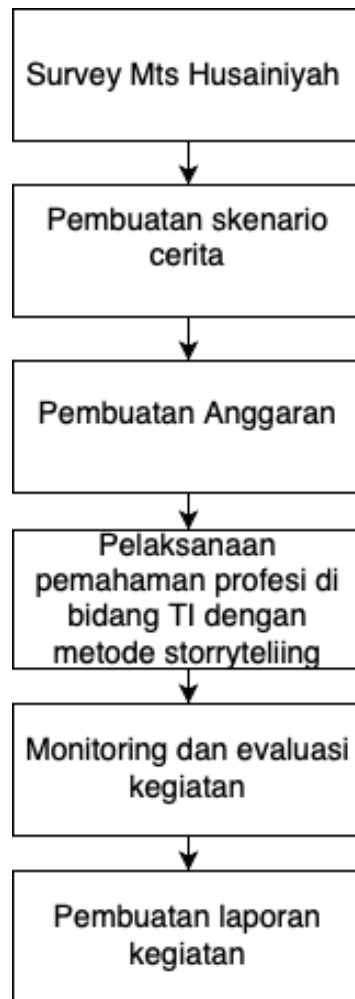 Survey Mts Husainiyah
Pembuatan skenario
cerita
Pembuatan Anggaran
Pelaksanaan
pemahaman profesi di
bidang TI dengan
metode storryteliing
Monitoring dan evaluasi
kegiatan
Pembuatan laporan
kegiatan